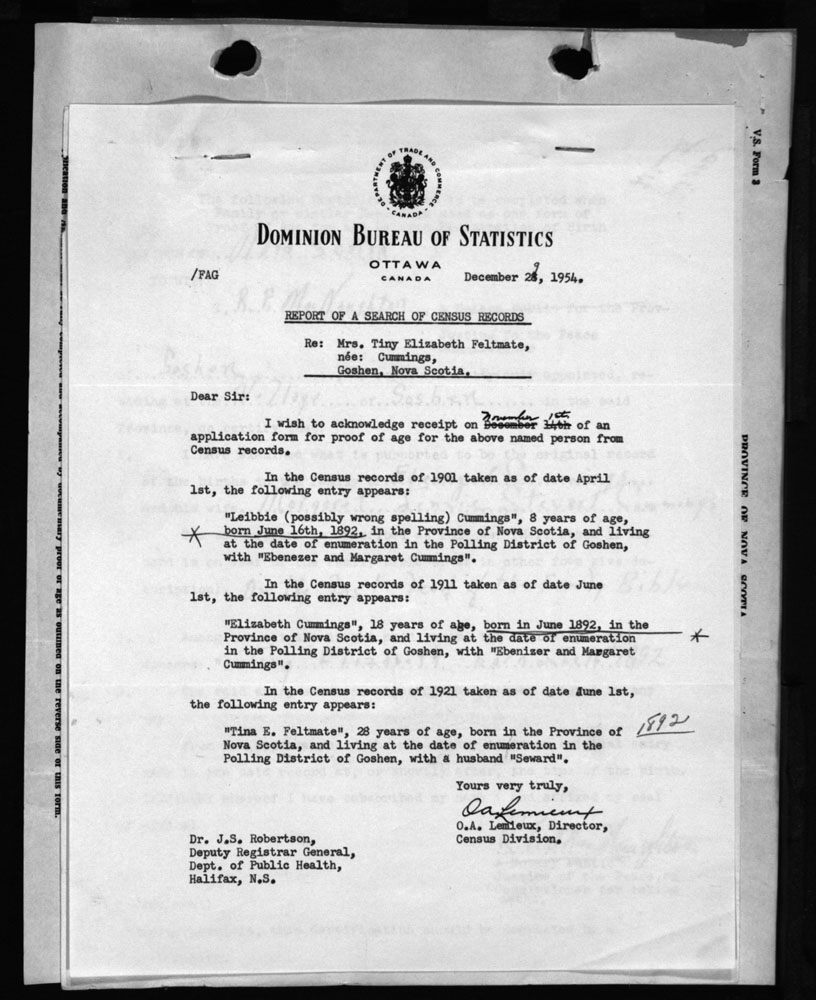 V.S. Form 3
PROVINCE OF NOVA SCOTIA
DEPARTMENT OF TRADE AND COMMERCE
CANADA
DOMINION BUREAU OF STATISTICS
OTTAWA
CANADA
/FAG
December 29, 1954.
REPORT OF A SEARCH OF CENSUS RECORDS
Re: Mrs. Tiny Elizabeth Feltmate,
née: Cummings,
Goshen, Nova Scotia.
Dear Sir:
November 1st
I wish to acknowledge receipt on December 14th of an
application form for proof of age for the above named person from
Census records.
In the Census records of 1901 taken as of date April
1st, the following entry appears:
"Leibbie (possibly wrong spelling) Cummings", 8 years of age,
born June 16th, 1892, in the Province of Nova Scotia, and living
at the date of enumeration in the Polling District of Goshen,
with "Ebenezer and Margaret Cummings".
In the Census records of 1911 taken as of date June
1st, the following entry appears:
"Elizabeth Cummings", 18 years of age, born in June 1892, in the
Province of Nova Scotia, and living at the date of enumeration
in the Polling District of Goshen, with "Ebenizer and Margaret
Cummings".
In the Census records of 1921 taken as of date June 1st,
the following entry appears:
"Tina E. Feltmate", 28 years of age, born in the Province of
1892
Nova Scotia, and living at the date of enumeration in the
Polling District of Goshen, with a husband "Seward".
Yours very truly,
O.A. Lemieux
O.A. Lemieux, Director,
Census Division.
Dr. J.S. Robertson,
Deputy Registrar General,
Dept. of Public Health,
Halifax, N.S.